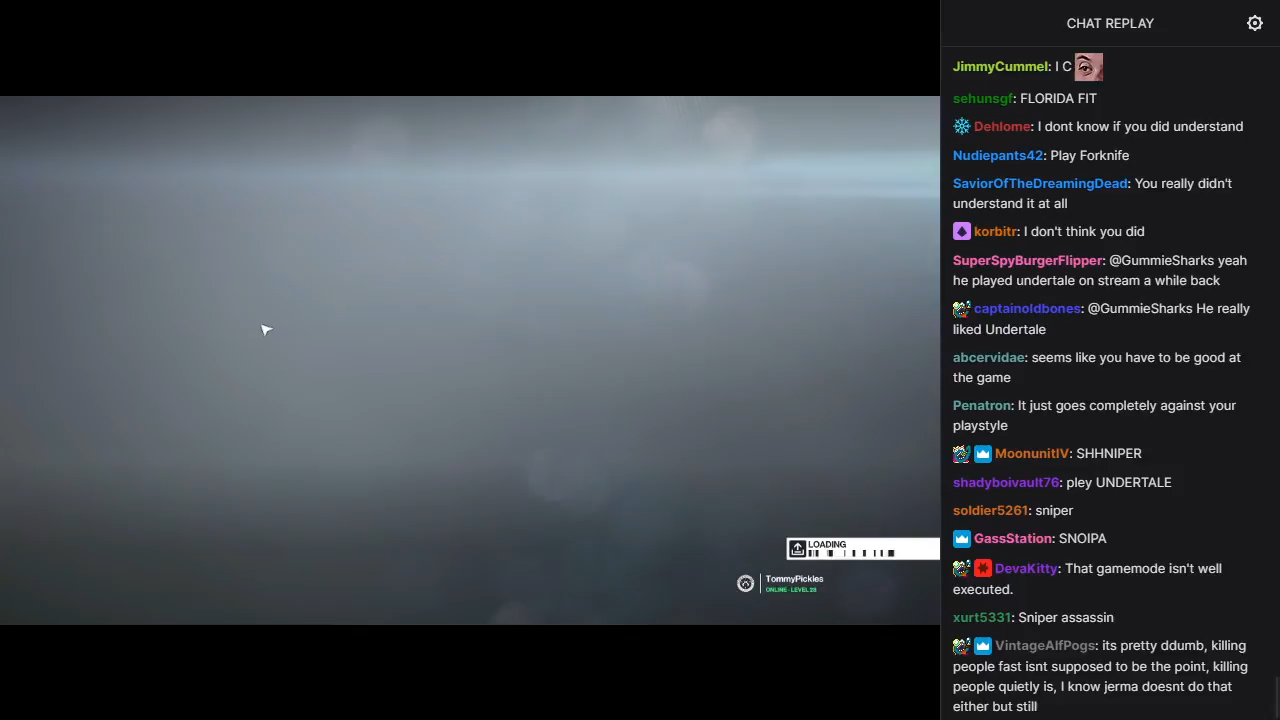 CHAT REPLAY
JimmyCummel: I C
sehunsgf: FLORIDA FIT
Dehlome: I dont know if you did understand
Nudiepants42: Play Forknife
SaviorOfTheDreamingDead: You really didn't
understand it at all
korbitr: I don't think you did
SuperSpyBurgerFlipper: @GummieSharks yeah
he played undertale on stream a while back
captainoldbones: @GummieSharks He really
liked Undertale
abcervidae: seems like you have to be good at
the game
Penatron: It just goes completely against your
playstyle
MoonunitIV: SHHNIPER
shadyboivault76: pley UNDERTALE
soldier5261: sniper
GassStation: SNOIPA
DevaKitty: That gamemode isn't well
executed.
xurt5331: Sniper assassin
VintageAlfPogs: its pretty ddumb, killing
people fast isnt supposed to be the point, killing
people quietly is, I know jerma doesnt do that
either but still
LOADING
TommyPickles
ONLINE - LEVEL 28